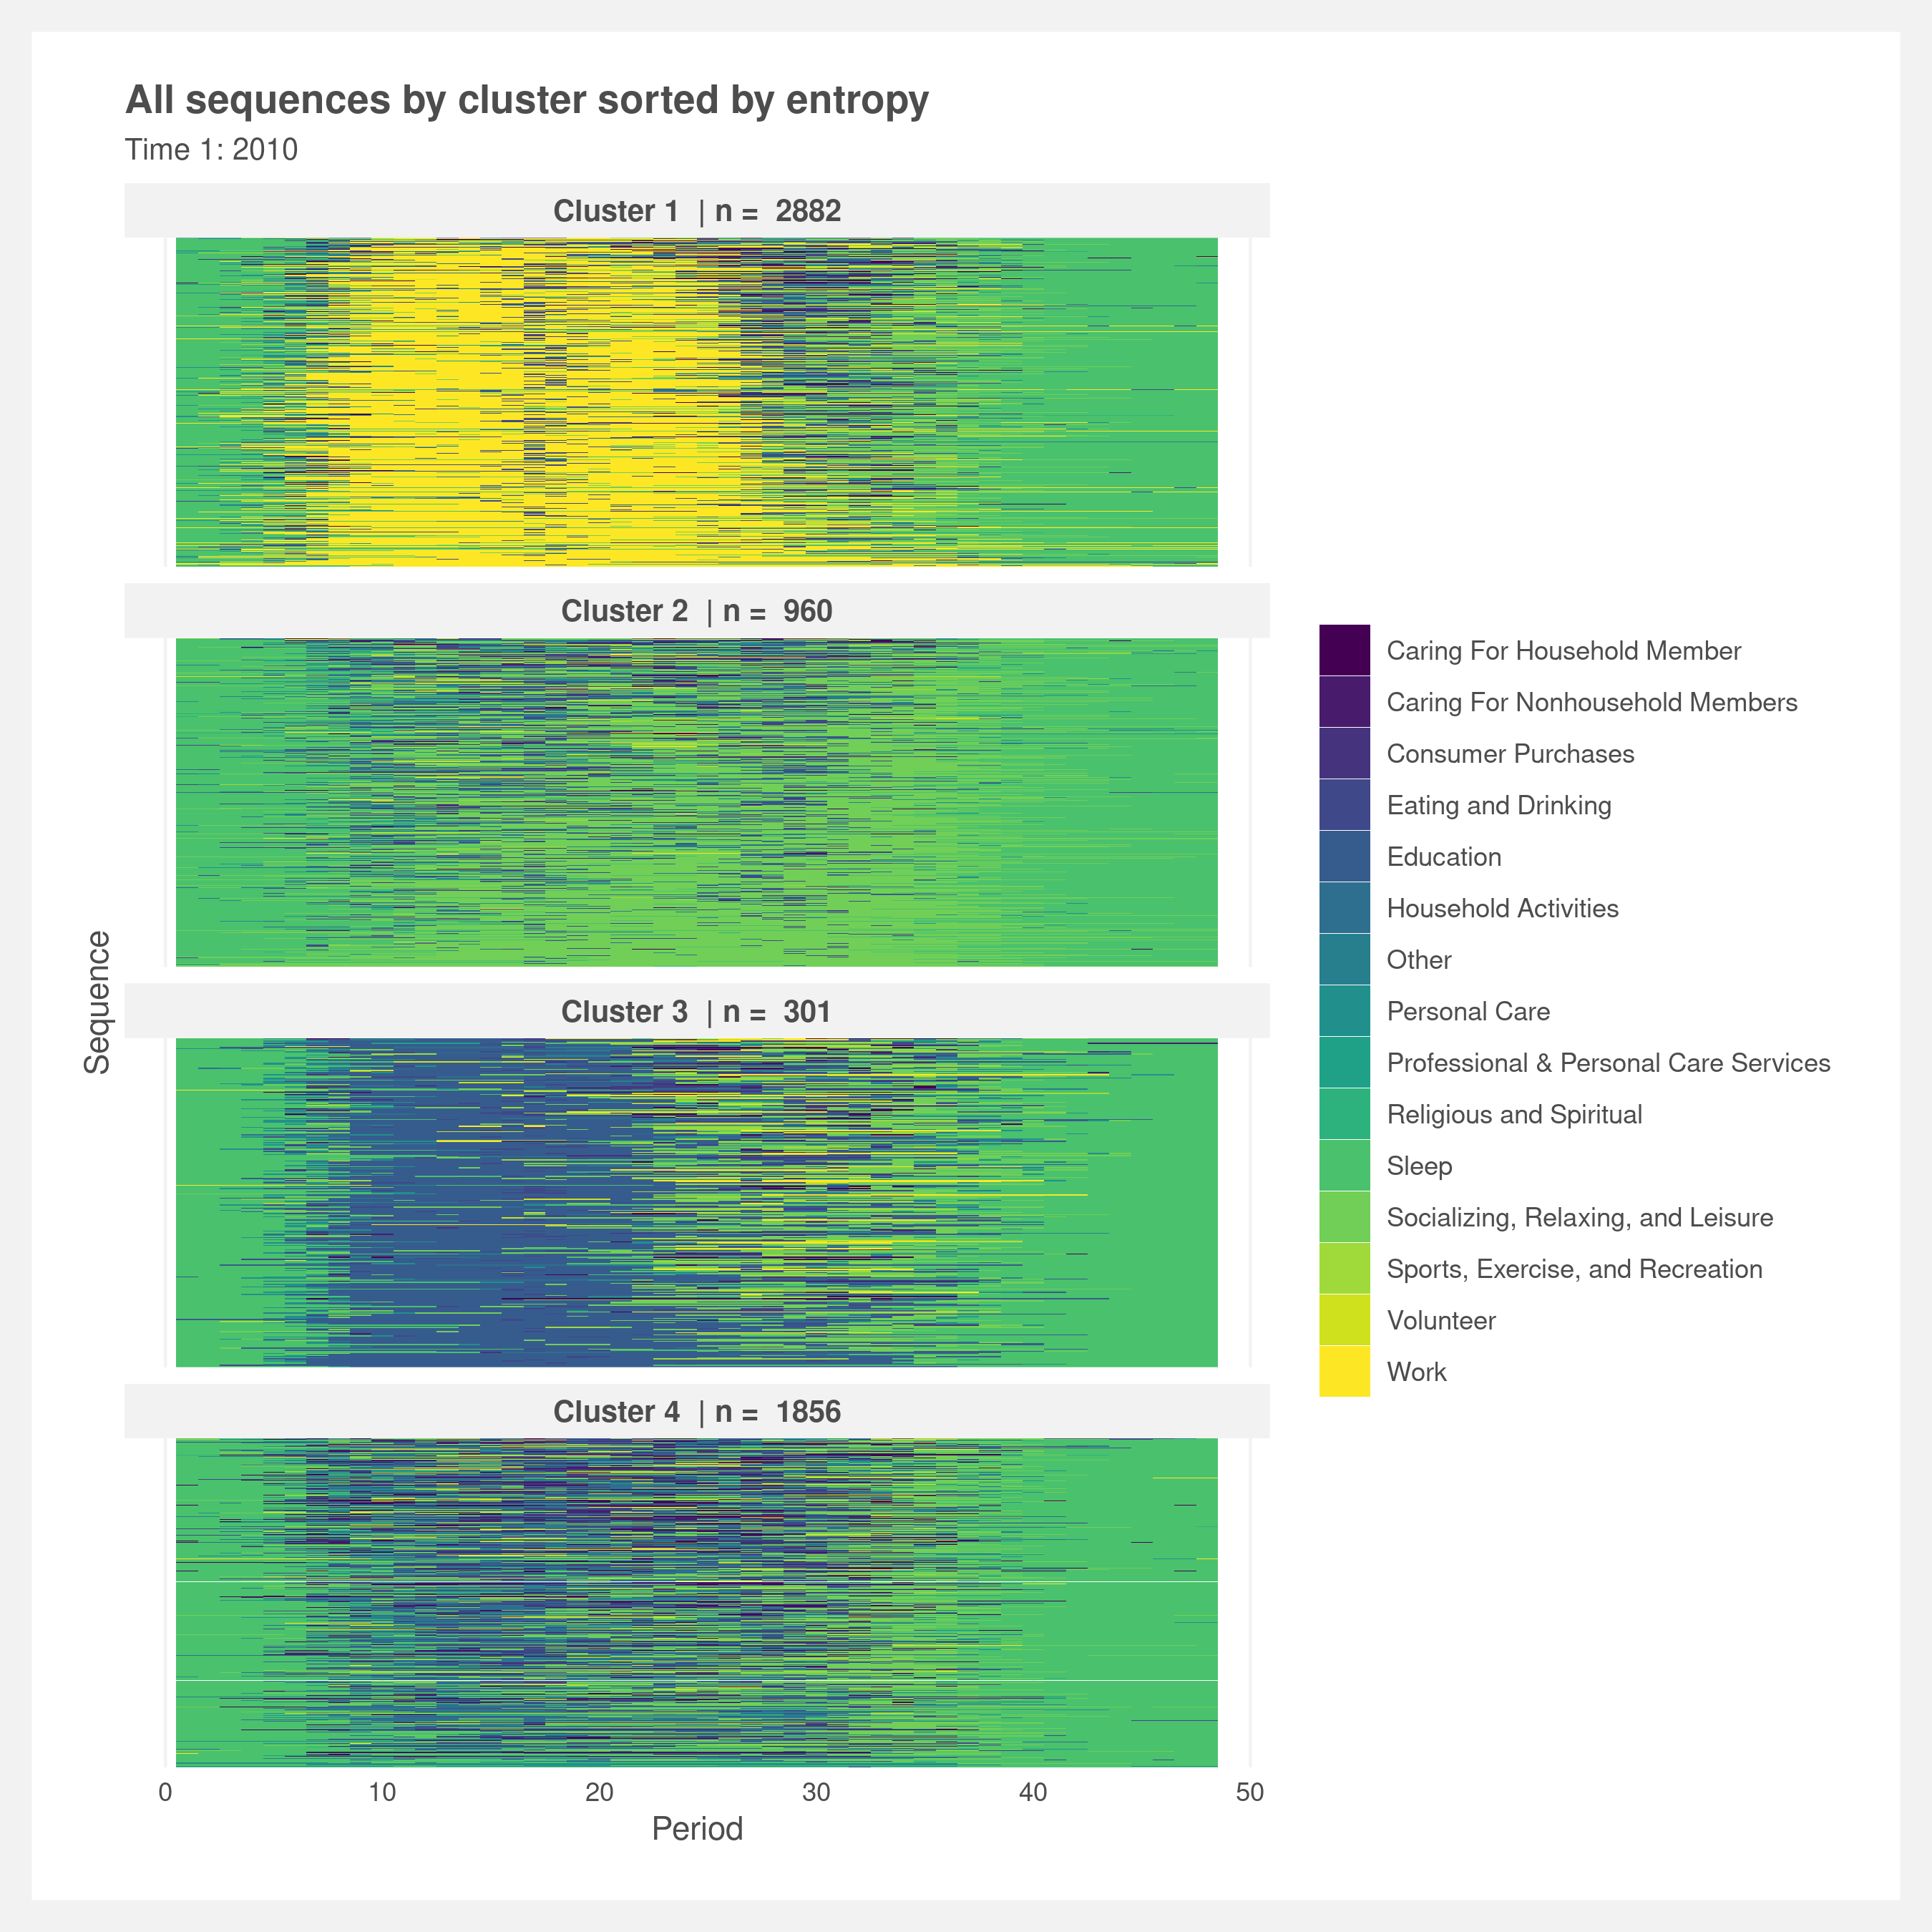 All sequences by cluster sorted by entropy
Time 1: 2010
Cluster 1 | n = 2882
Cluster 2 | n = 960
Cluster 3 | n = 301
Cluster 4 | n = 1856
Sequence
0 10 20 30 40 50
Period
Caring For Household Member
Caring For Nonhousehold Members
Consumer Purchases
Eating and Drinking
Education
Household Activities
Other
Personal Care
Professional & Personal Care Services
Religious and Spiritual
Sleep
Socializing, Relaxing, and Leisure
Sports, Exercise, and Recreation
Volunteer
Work